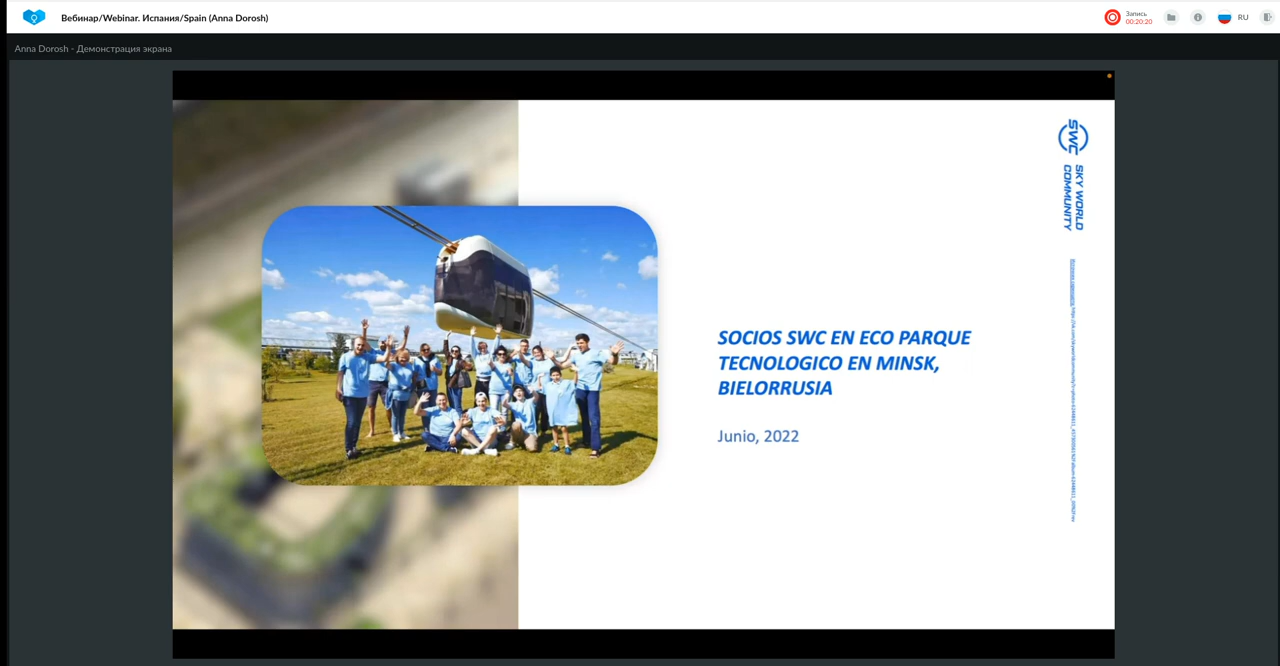 Вебинар/Webinar. Испания/Spain (Anna Dorosh)
Запись
00:20:20
RU
Anna Dorosh - Демонстрация экрана
SWC
SKY WORLD
COMMUNITY
SOCIOS SWC EN ECO PARQUE
TECNOLOGICO EN MINSK,
BIELORRUSIA
Junio, 2022